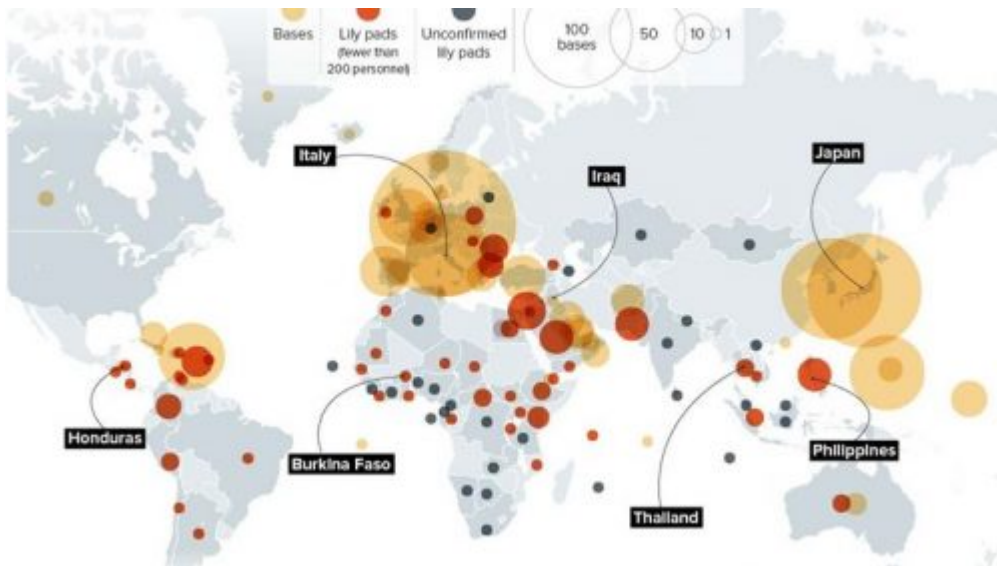 Bases
Lily pads
(fewer than
200 personnel)
Unconfirmed
lily pads
100
bases
50
10
1
Italy
Iraq
Japan
Honduras
Burkina Faso
Thailand
Philippines